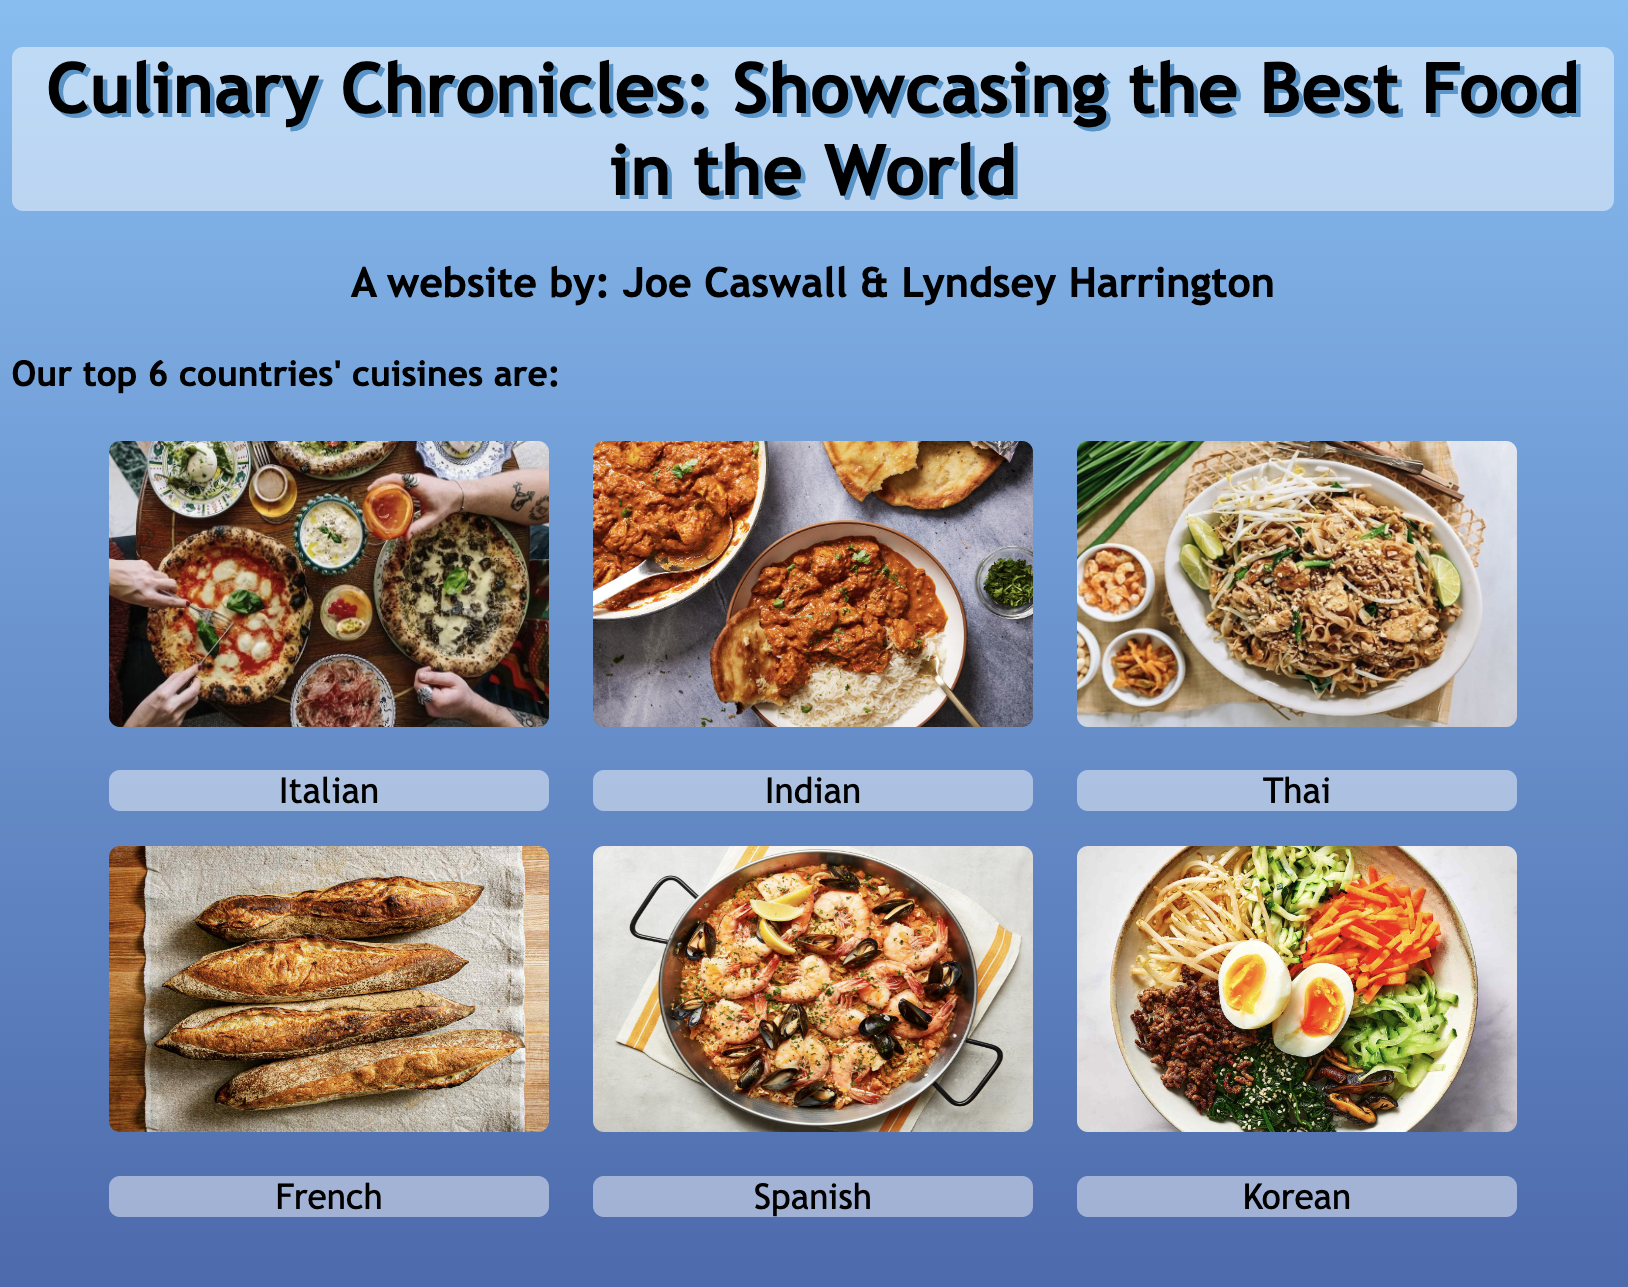 Culinary Chronicles: Showcasing the Best Food
in the World
A website by: Joe Caswall & Lyndsey Harrington
Our top 6 countries' cuisines are:
Italian
Indian
Thai
French
Spanish
Korean